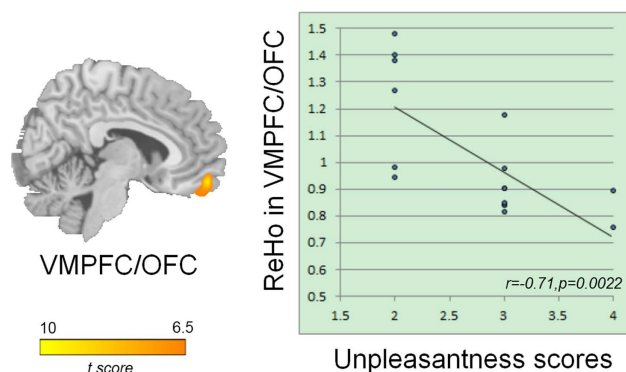 VMPFC/OFC
10 6.5
t score
ReHo in VMPFC/OFC
1.5
1.4
1.3
1.2
1.1
1
0.9
0.8
0.7
0.6
0.5
r=-0.71,p=0.0022
1.5 2 2.5 3 3.5 4
Unpleasantness scores